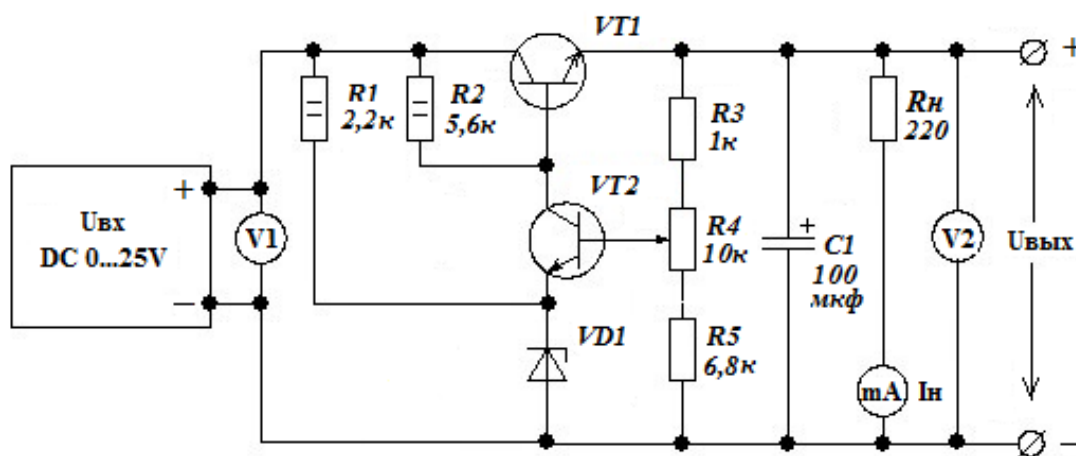 VT1
+
R1
2,2к
R2
5,6к
R3
1к
Rн
220
+
Uвх
DC 0...25V
–
V1
VT2
R4
10к
+
C1
100
мкф
V2
Uвых
VD1
R5
6,8к
mA
Iн
–